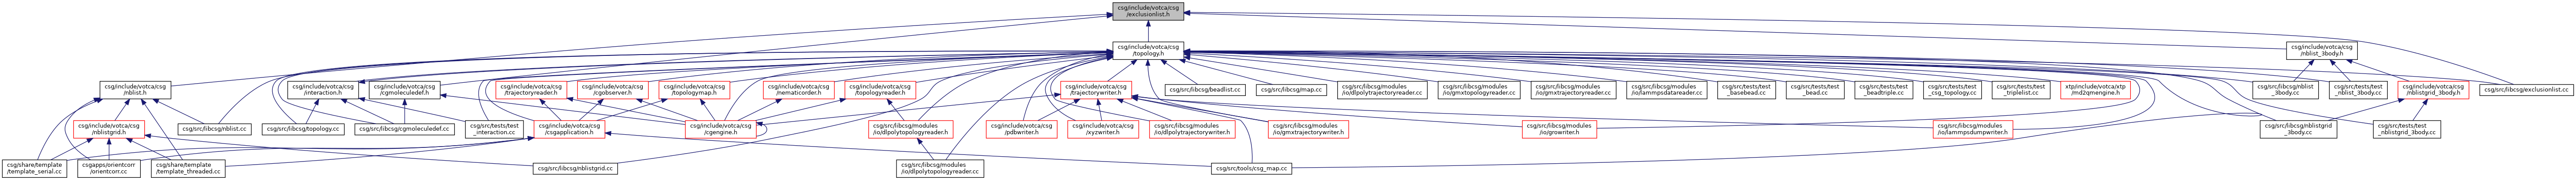 csg/include/votca/csg
/exclusionlist.h
csg/include/votca/csg
/topology.h
csg/include/votca/csg
/nblist_3body.h
csg/include/votca/csg
/nblist.h
csg/include/votca/csg
/interaction.h
csg/include/votca/csg
/cgmoleculedef.h
csg/include/votca/csg
/trajectoryreader.h
csg/include/votca/csg
/cgobserver.h
csg/include/votca/csg
/topologymap.h
csg/include/votca/csg
/nematicorder.h
csg/include/votca/csg
/topologyreader.h
csg/include/votca/csg
/trajectorywriter.h
csg/src/libcsg/beadlist.cc
csg/src/libcsg/map.cc
csg/src/libcsg/modules
/io/dlpolytrajectoryreader.cc
csg/src/libcsg/modules
/io/gmxtopologyreader.cc
csg/src/libcsg/modules
/io/gmxtrajectoryreader.cc
csg/src/libcsg/modules
/io/lammpsdatareader.cc
csg/src/tests/test
_basebead.cc
csg/src/tests/test
_bead.cc
csg/src/tests/test
_beadtriple.cc
csg/src/tests/test
_csg_topology.cc
csg/src/tests/test
_triplelist.cc
xtp/include/votca/xtp
/md2qmengine.h
csg/src/libcsg/nblist
_3body.cc
csg/src/tests/test
_nblist_3body.cc
csg/include/votca/csg
/nblistgrid_3body.h
csg/src/libcsg/exclusionlist.cc
csg/include/votca/csg
/nblistgrid.h
csg/src/libcsg/nblist.cc
csg/src/libcsg/topology.cc
csg/src/libcsg/cgmoleculedef.cc
csg/src/tests/test
_interaction.cc
csg/include/votca/csg
/csgapplication.h
csg/include/votca/csg
/cgengine.h
csg/src/libcsg/modules
/io/dlpolytopologyreader.h
csg/include/votca/csg
/pdbwriter.h
csg/include/votca/csg
/xyzwriter.h
csg/src/libcsg/modules
/io/dlpolytrajectorywriter.h
csg/src/libcsg/modules
/io/gmxtrajectorywriter.h
csg/src/libcsg/modules
/io/growriter.h
csg/src/libcsg/modules
/io/lammpsdumpwriter.h
csg/src/libcsg/nblistgrid
_3body.cc
csg/src/tests/test
_nblistgrid_3body.cc
csg/share/template
/template_serial.cc
csgapps/orientcorr
/orientcorr.cc
csg/share/template
/template_threaded.cc
csg/src/libcsg/nblistgrid.cc
csg/src/libcsg/modules
/io/dlpolytopologyreader.cc
csg/src/tools/csg_map.cc